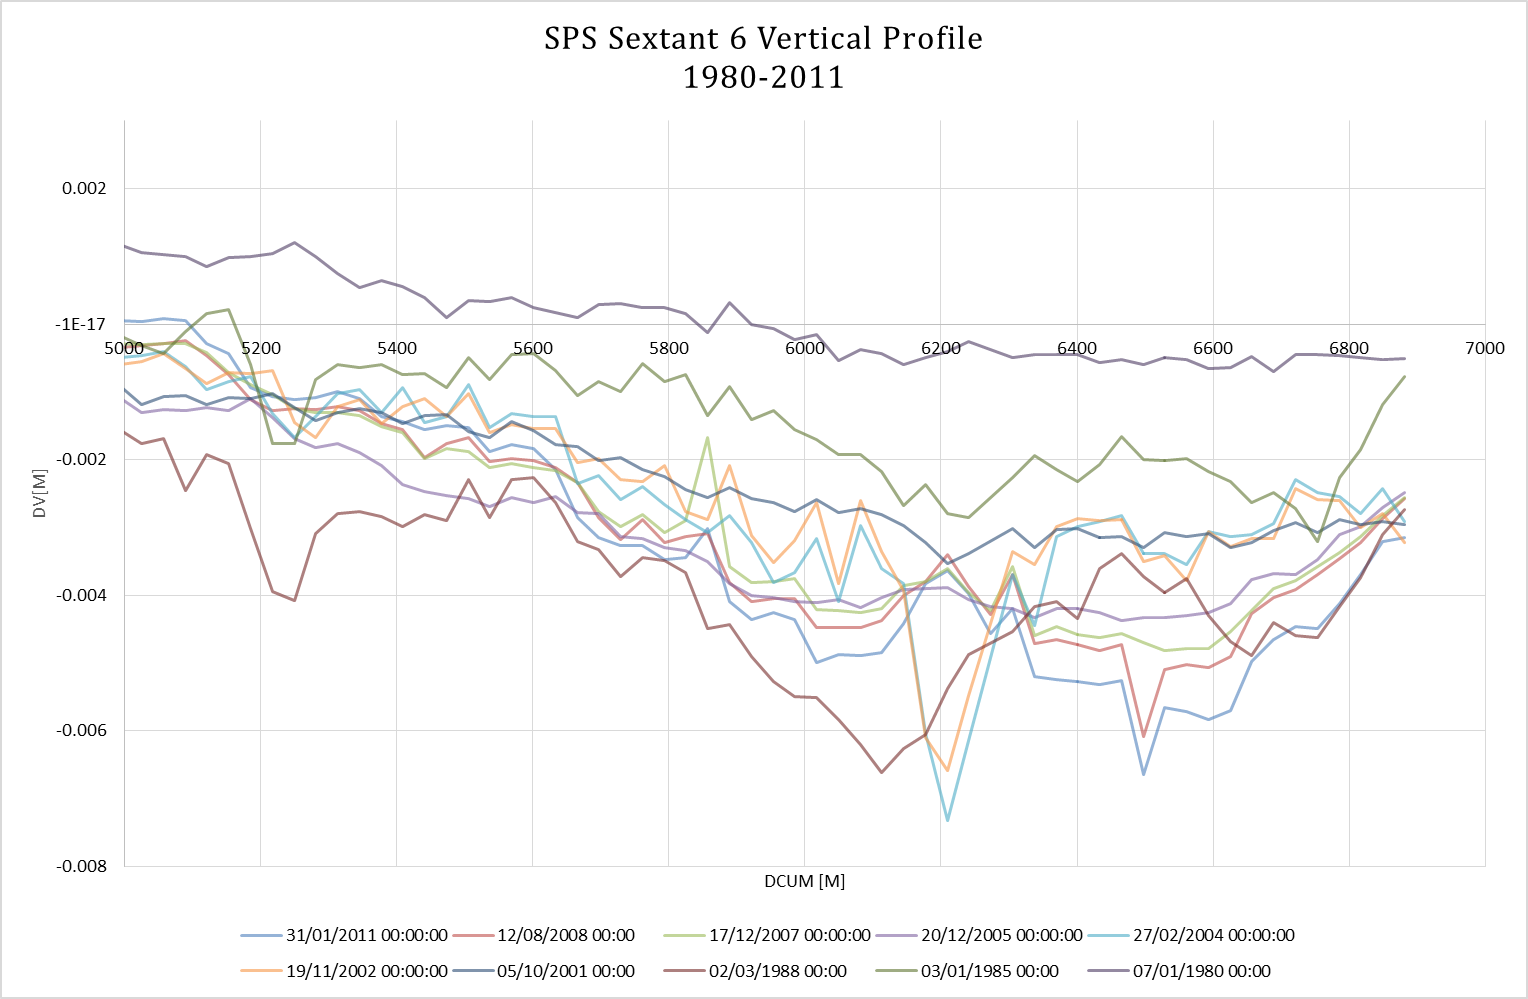 SPS Sextant 6 Vertical Profile
1980-2011
0.002
-1E-17
5000 5200 5400 5600 5800 6000 6200 6400 6600 6800 7000
-0.002
DV[M]
-0.004
-0.006
-0.008
DCUM [M]
31/01/2011 00:00:00 12/08/2008 00:00 17/12/2007 00:00:00 20/12/2005 00:00:00 27/02/2004 00:00:00
19/11/2002 00:00:00 05/10/2001 00:00 02/03/1988 00:00 03/01/1985 00:00 07/01/1980 00:00